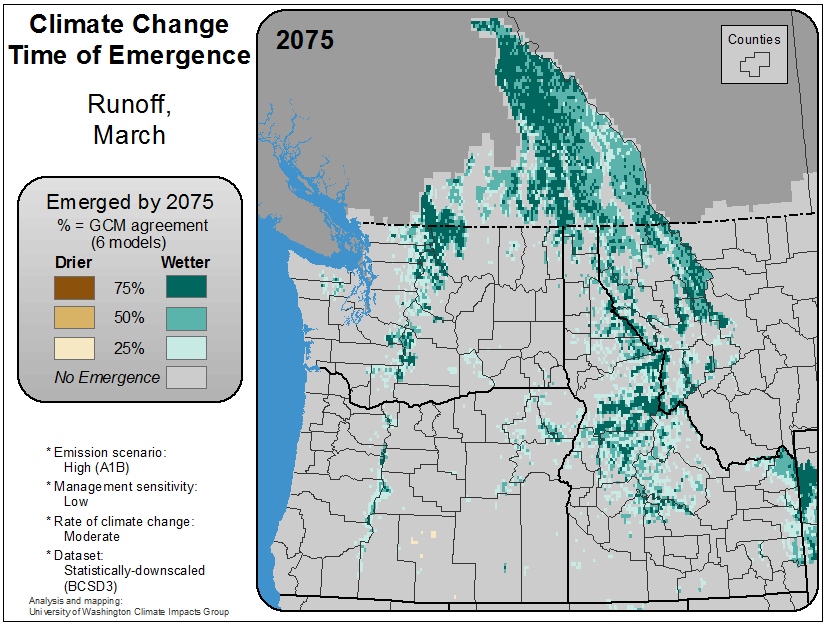 Climate Change
Time of Emergence
Runoff,
March
Emerged by 2075
% = GCM agreement
(6 models)
Drier Wetter
75%
50%
25%
No Emergence
* Emission scenario:
High (A1B)
* Management sensitivity:
Low
* Rate of climate change:
Moderate
* Dataset:
Statistically-downscaled
(BCSD3)
Analysis and mapping:
University of Washington Climate Impacts Group
2075
Counties